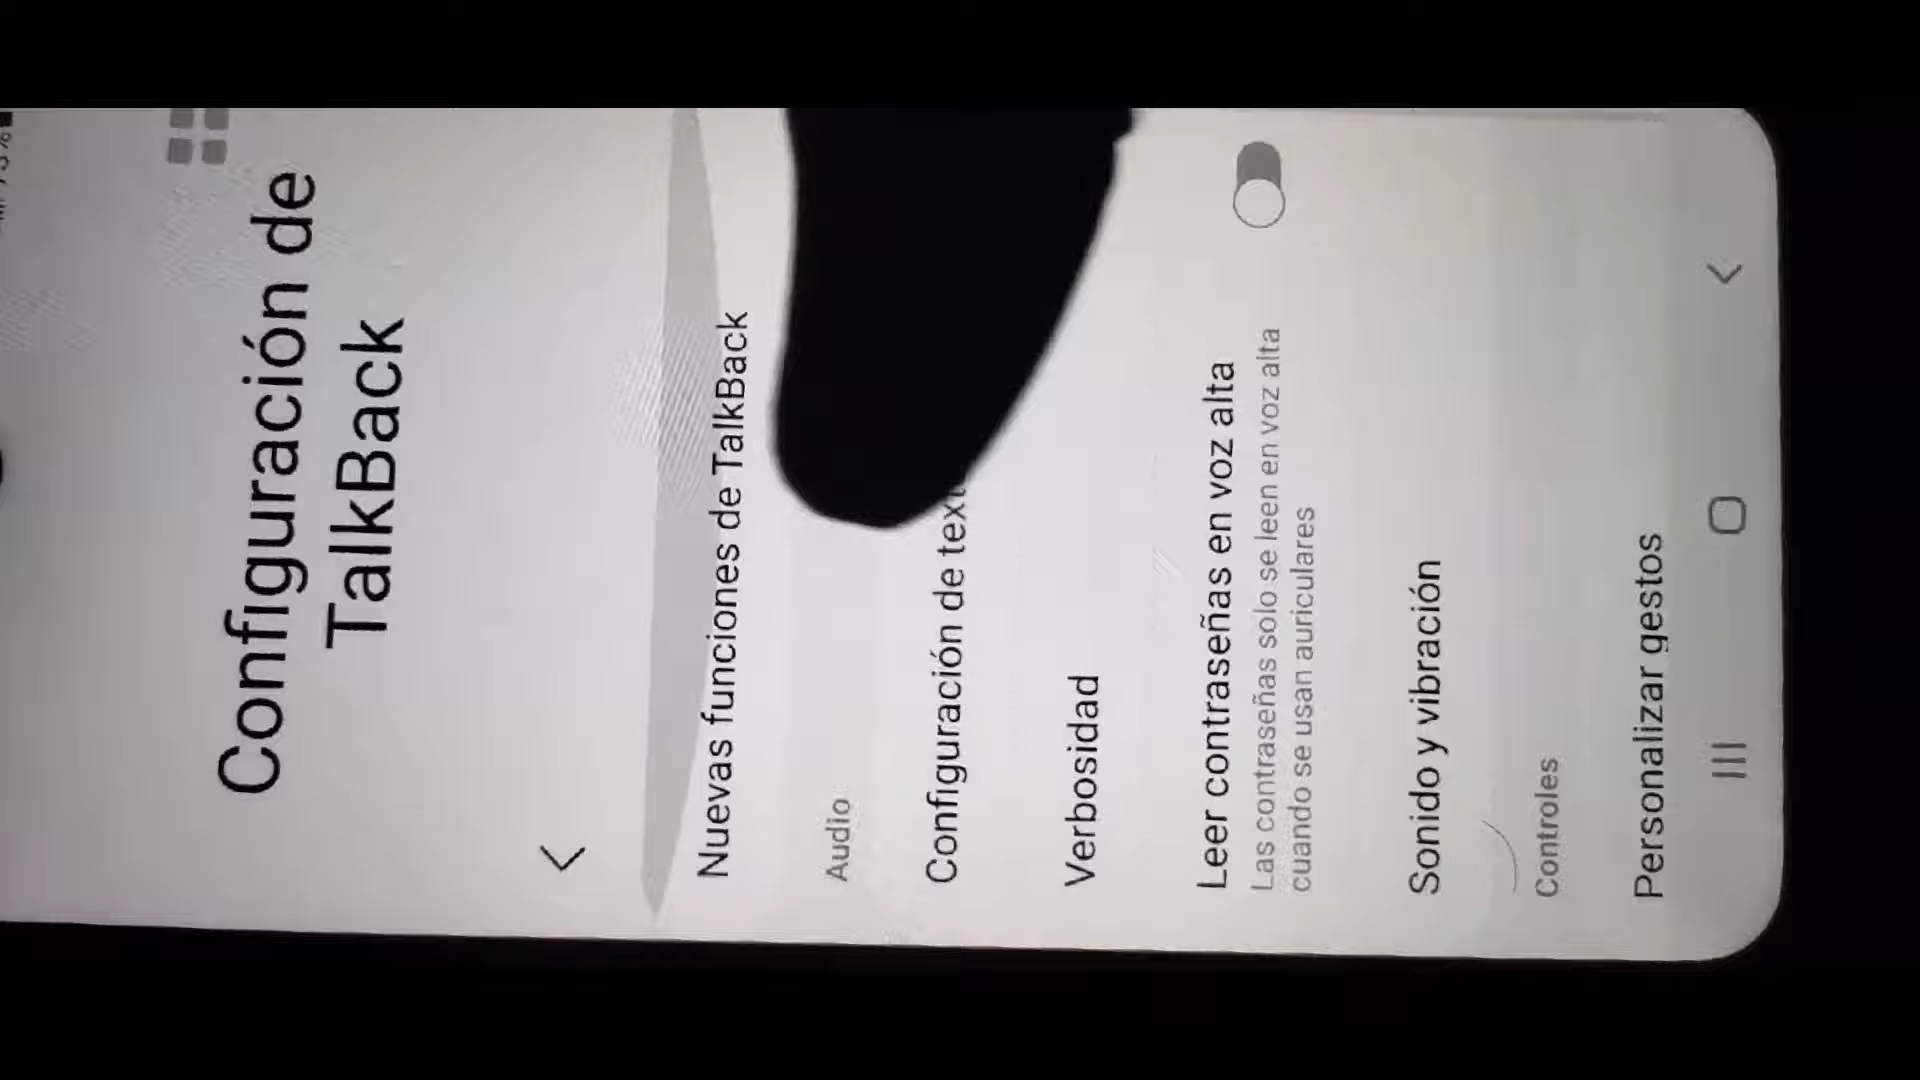 Configuración de
TalkBack
Nuevas funciones de TalkBack
Audio
Configuración de
Verbosidad
Leer contraseñas en voz alta
Las contraseñas solo se leen en voz alta
cuando se usan auriculares
Sonido y vibración
Controles
Personalizar gestos